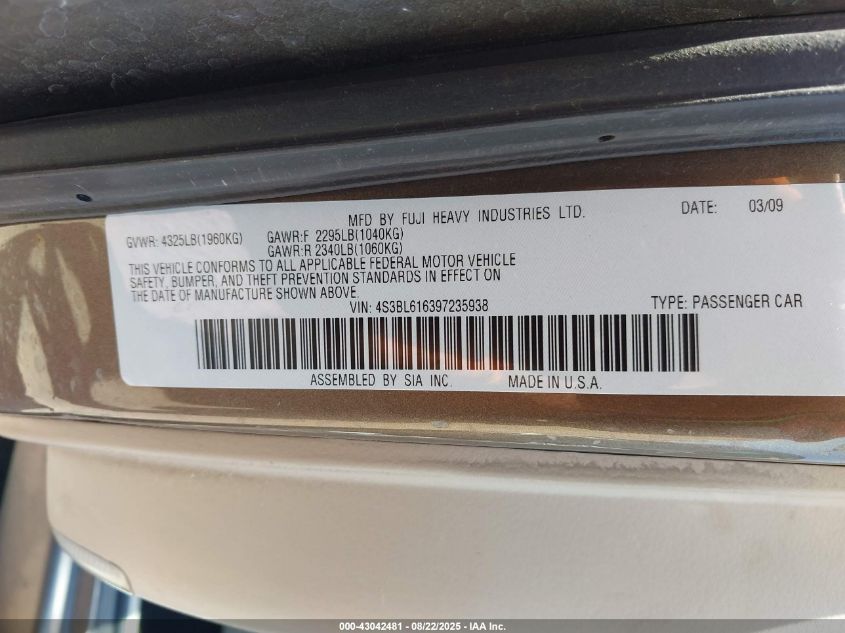 MFD BY FUJI HEAVY INDUSTRIES LTD. DATE: 03/09
GVWR: 4325LB(1960KG) GAWR:F 2295LB(1040KG)
GAWR:R 2340LB(1060KG)
THIS VEHICLE CONFORMS TO ALL APPLICABLE FEDERAL MOTOR VEHICLE
SAFETY, BUMPER, AND THEFT PREVENTION STANDARDS IN EFFECT ON
THE DATE OF MANUFACTURE SHOWN ABOVE.
VIN: 4S3BL616397235938 TYPE: PASSENGER CAR
ASSEMBLED BY SIA INC. MADE IN U.S.A.
000-43042481 - 08/22/2025 - IAA Inc.